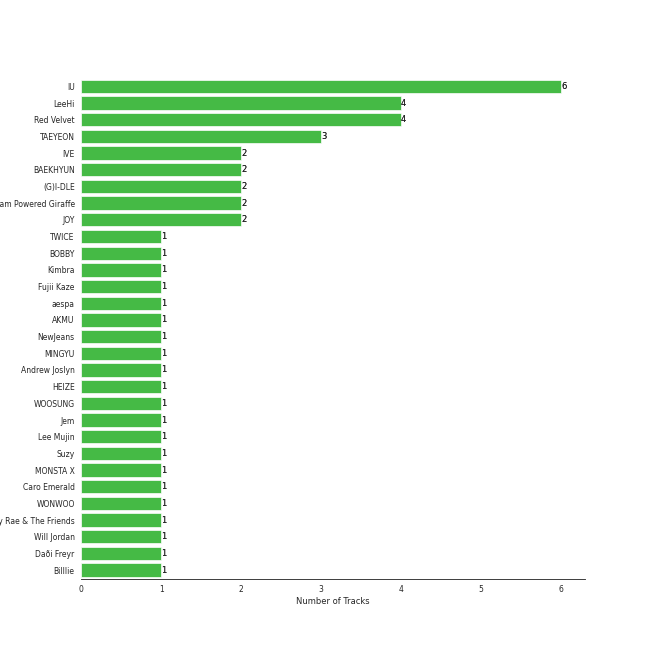 IU 6
LeeHi 4
Red Velvet 4
TAEYEON 3
IVE 2
BAEKHYUN 2
(G)I-DLE 2
am Powered Giraffe 2
JOY 2
TWICE 1
BOBBY 1
Kimbra 1
Fujii Kaze 1
aespa 1
AKMU 1
NewJeans 1
MINGYU 1
Andrew Joslyn 1
HEIZE 1
WOOSUNG 1
Jem 1
Lee Mujin 1
Suzy 1
MONSTA X 1
Caro Emerald 1
WONWOO 1
y Rae & The Friends 1
Will Jordan 1
Daði Freyr 1
Billlie 1
0 1 2 3 4 5 6
Number of Tracks